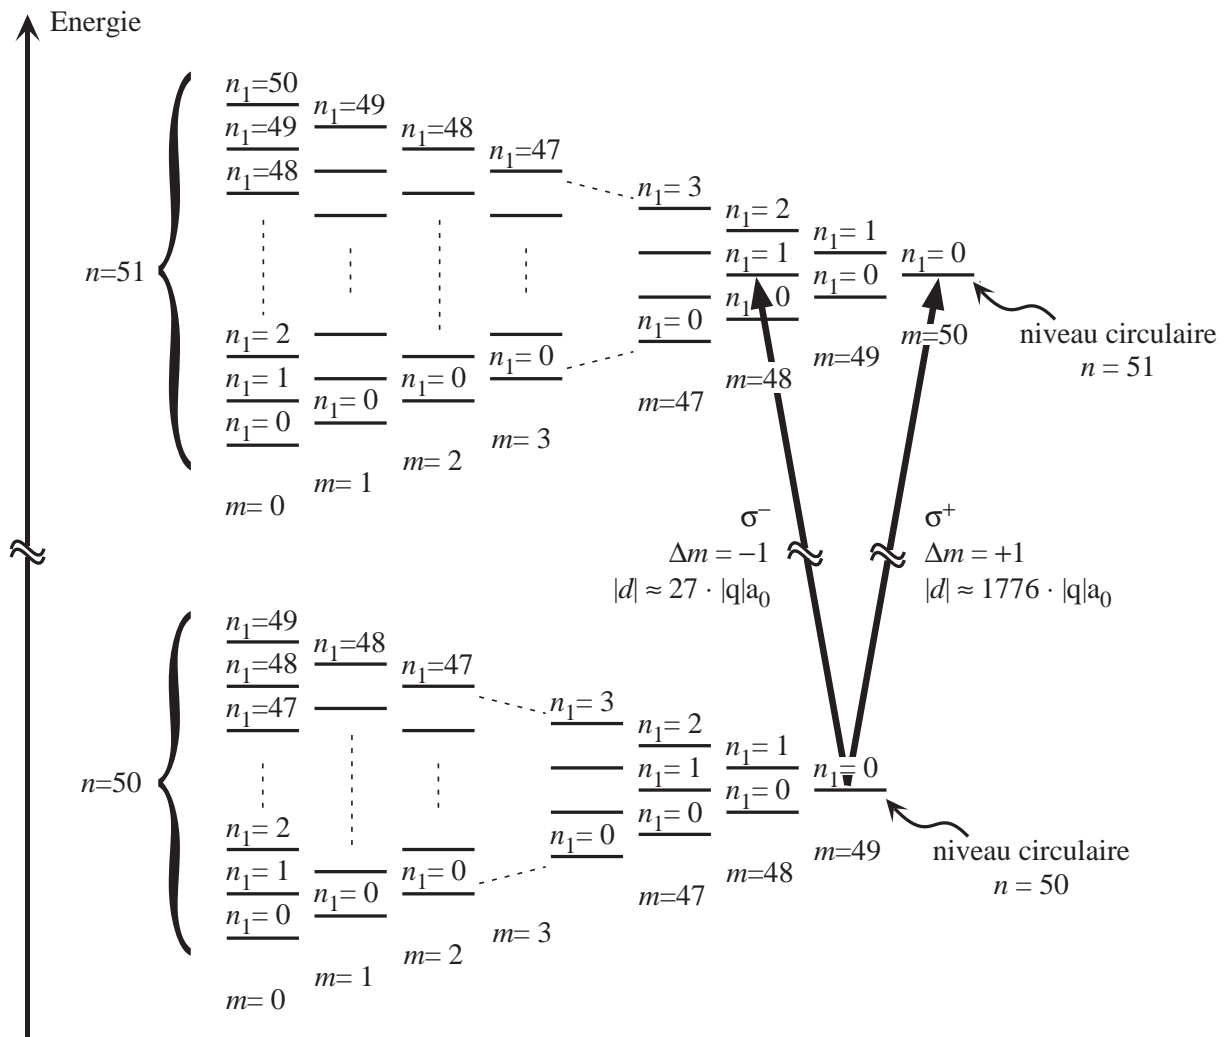 Energie
n₁=50
n₁=49
n₁=49
n₁=48
n₁=48
n₁=47
n₁= 3
n₁= 2
n₁= 1
n₁= 1
n₁= 0
n₁= 0
n₁= 0
n₁= 0
n=51
n₁= 2
n₁= 1
n₁= 0
n₁= 0
n₁= 0
n₁= 0
m= 0
m= 1
m= 2
m= 3
m=47
m=48
m=49
m=50
niveau circulaire
n = 51
σ⁻
Δm = −1
|d| ≈ 27 · |q|a₀
σ⁺
Δm = +1
|d| ≈ 1776 · |q|a₀
n₁=49
n₁=48
n₁=48
n₁=47
n₁=47
n₁= 3
n₁= 2
n₁= 1
n₁= 1
n₁= 0
n₁= 0
n₁= 0
n₁= 0
n=50
n₁= 2
n₁= 1
n₁= 0
n₁= 0
n₁= 0
m= 0
m= 1
m= 2
m= 3
m=47
m=48
m=49
niveau circulaire
n = 50